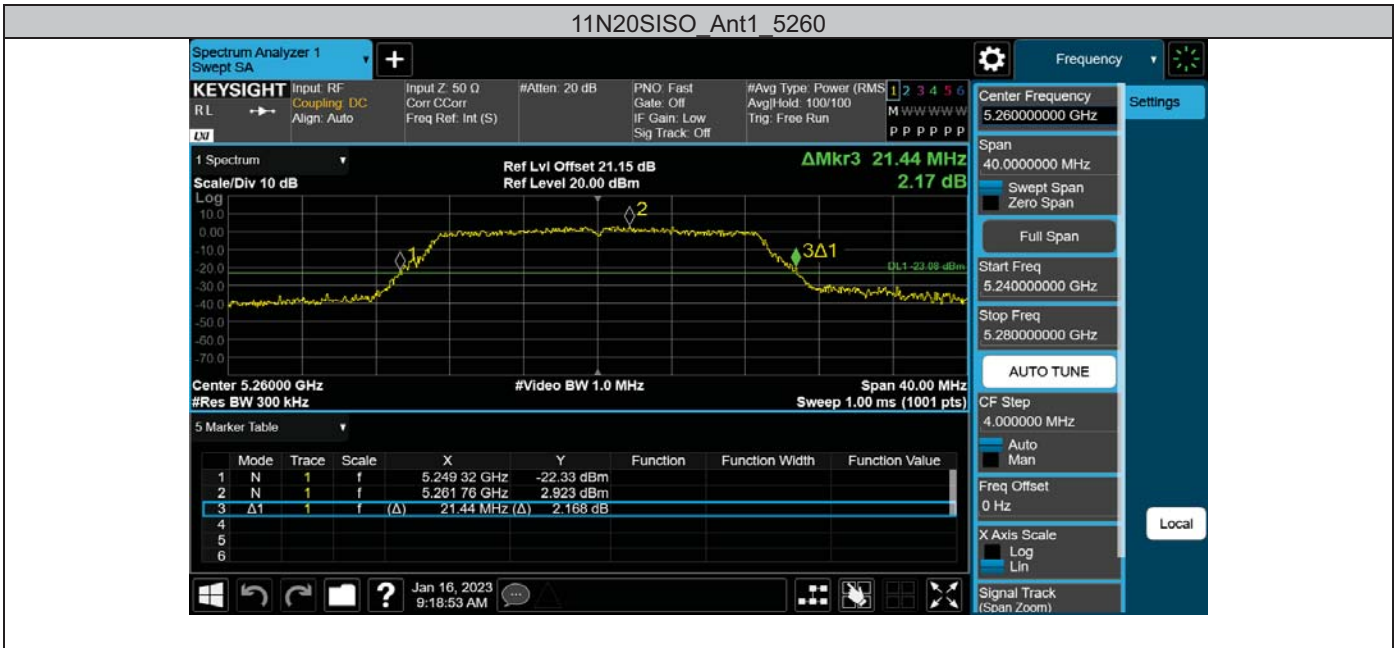 11N20SISO_Ant1_5260
Spectrum Analyzer 1
Swept SA
+
Frequency
KEYSIGHT
RL
LXI
Input: RF
Coupling: DC
Align: Auto
Input Z: 50 Ω
Corr CCorr
Freq Ref: Int (S)
#Atten: 20 dB
PNO: Fast
Gate: Off
IF Gain: Low
Sig Track: Off
#Avg Type: Power (RMS
Avg|Hold: 100/100
Trig: Free Run
1 2 3 4 5 6
M W W W W W
P P P P P P
1 Spectrum
Scale/Div 10 dB
Ref Lvl Offset 21.15 dB
Ref Level 20.00 dBm
ΔMkr3 21.44 MHz
2.17 dB
Log
10.0
0.00
-10.0
-20.0
-30.0
-40.0
-50.0
-60.0
-70.0
1
2
3Δ1
DL1 -23.08 dBm
Center 5.26000 GHz
#Video BW 1.0 MHz
Span 40.00 MHz
#Res BW 300 kHz
Sweep 1.00 ms (1001 pts)
5 Marker Table
Mode Trace Scale X Y Function Function Width Function Value
1 N 1 f 5.249 32 GHz -22.33 dBm
2 N 1 f 5.261 76 GHz 2.923 dBm
3 Δ1 1 f (Δ) 21.44 MHz (Δ) 2.168 dB
4
5
6
?
Jan 16, 2023
9:18:53 AM
Center Frequency
5.260000000 GHz
Settings
Span
40.0000000 MHz
Swept Span
Zero Span
Full Span
Start Freq
5.240000000 GHz
Stop Freq
5.280000000 GHz
AUTO TUNE
CF Step
4.000000 MHz
Auto
Man
Freq Offset
0 Hz
X Axis Scale
Log
Lin
Signal Track
(Span Zoom)
Local